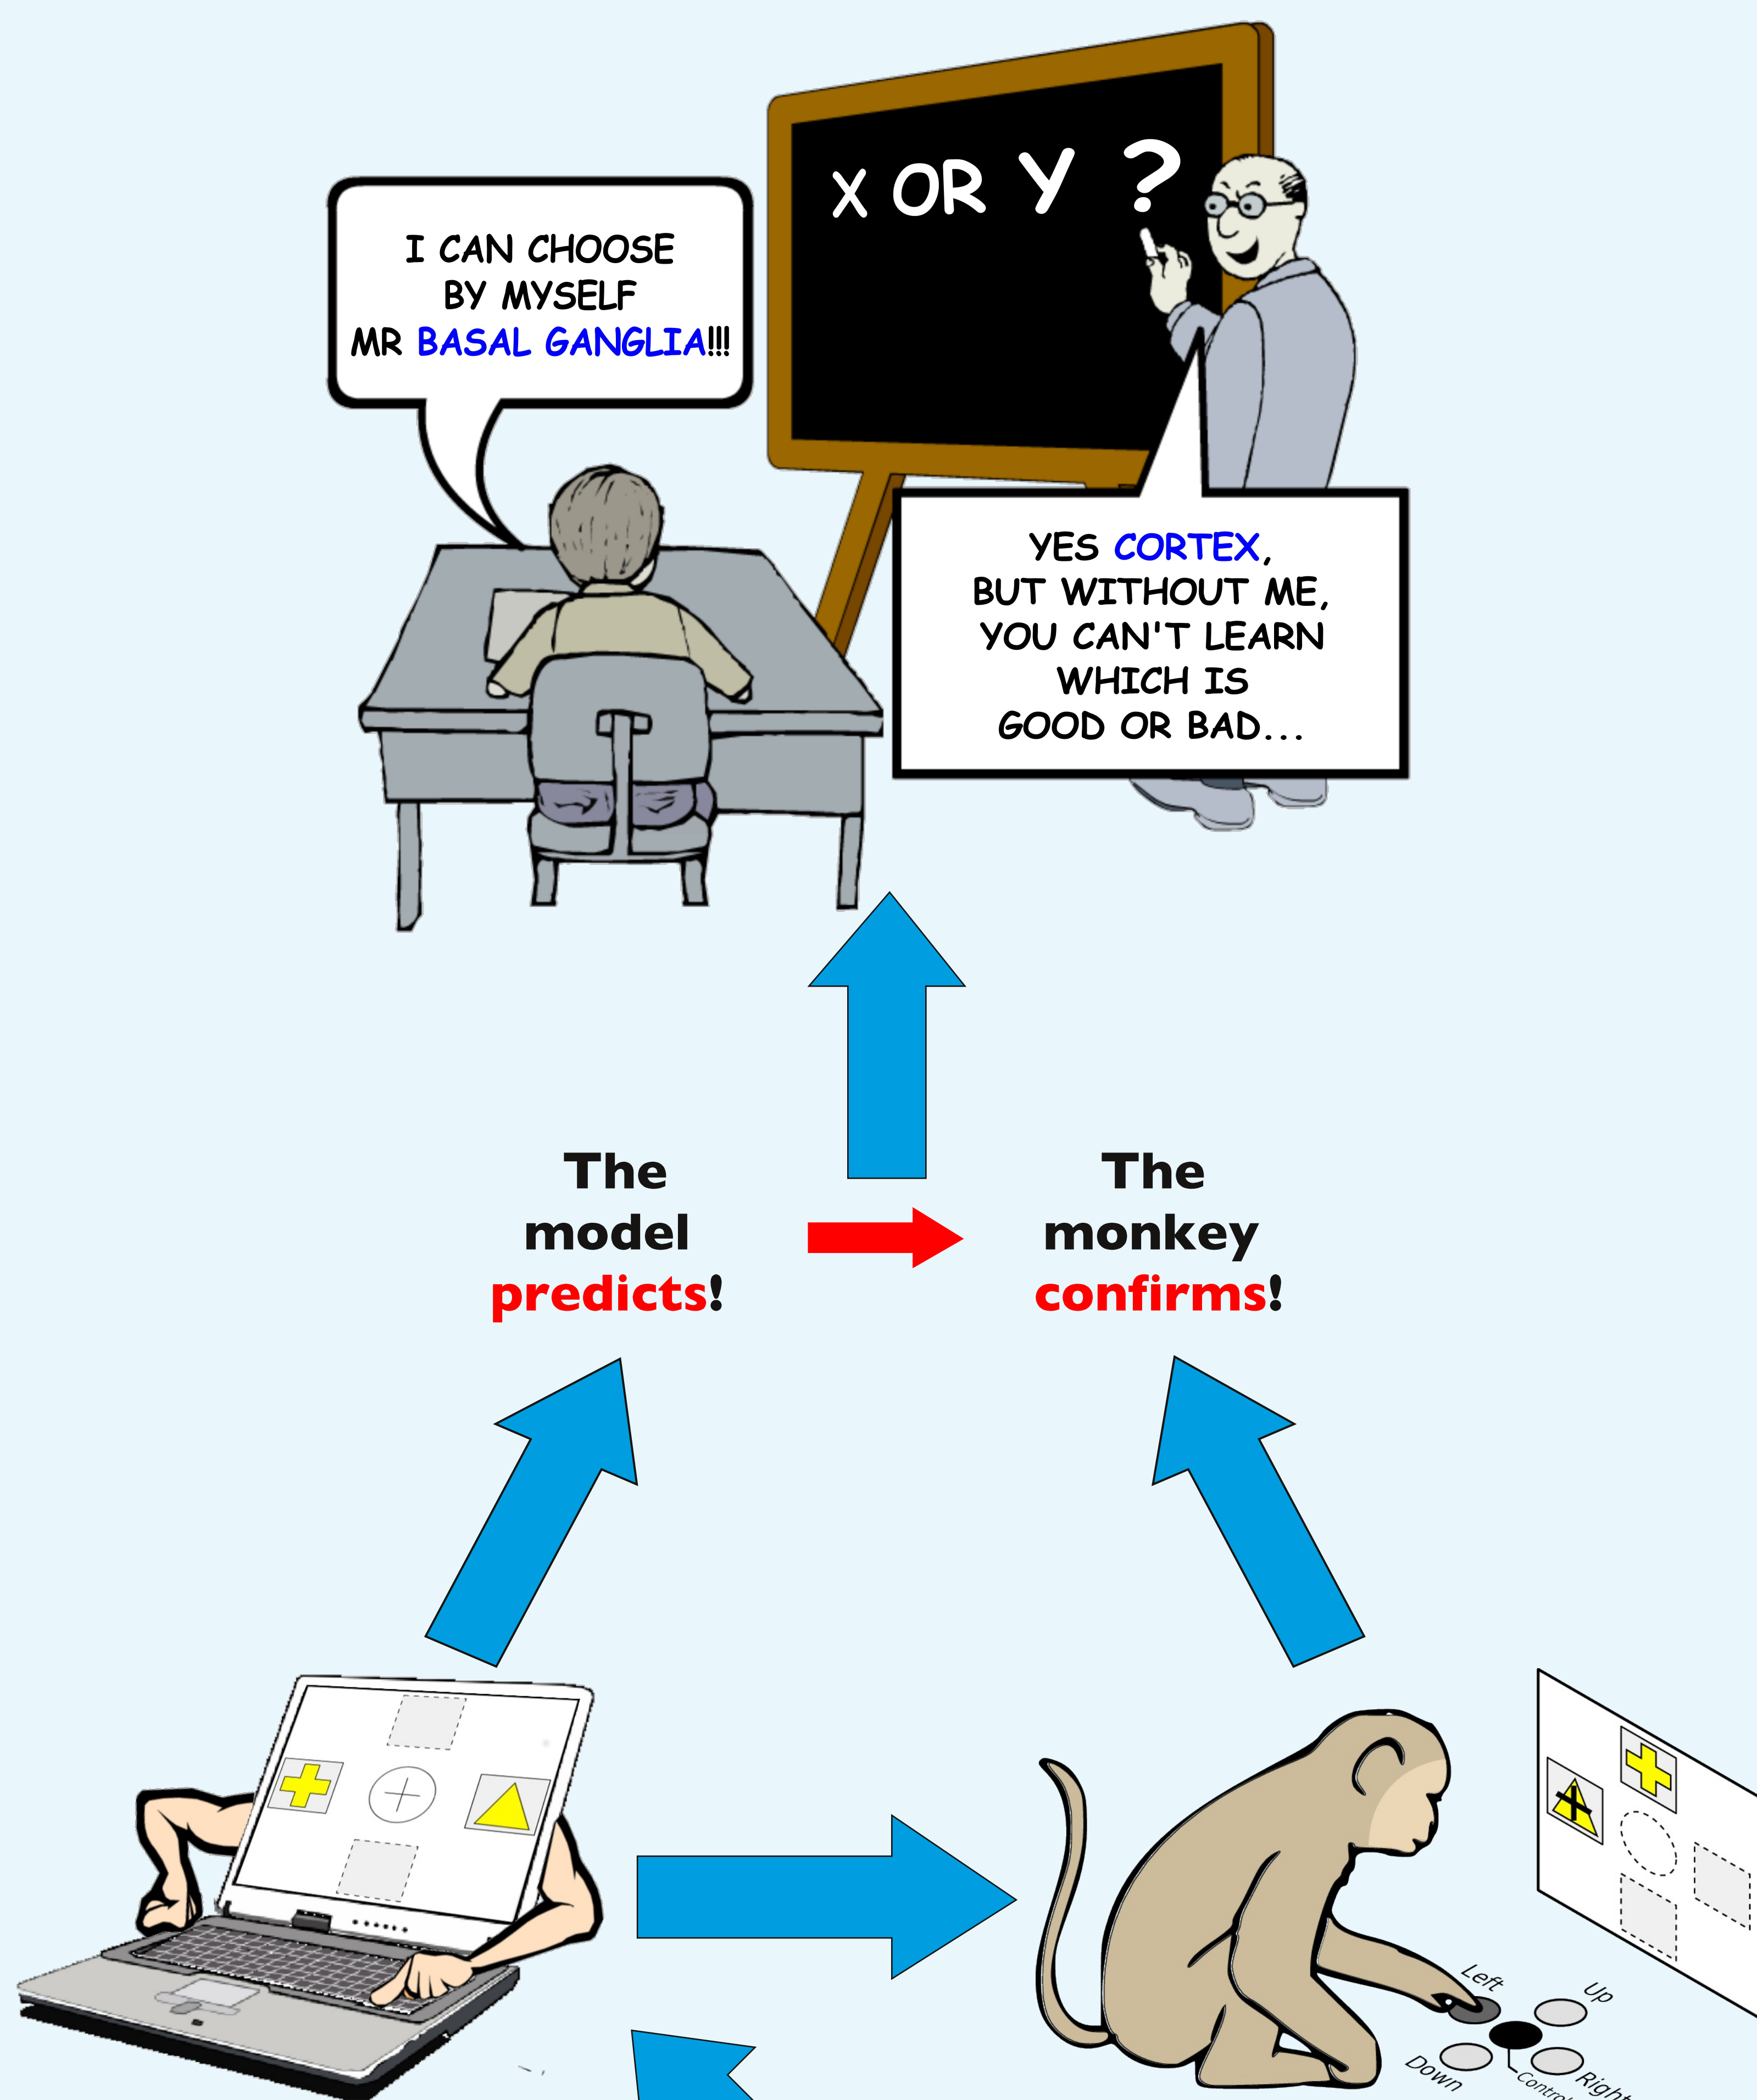 X OR Y ?
I CAN CHOOSE
BY MYSELF
MR BASAL GANGLIA!!!
YES CORTEX,
BUT WITHOUT ME,
YOU CAN'T LEARN
WHICH IS
GOOD OR BAD...
The
model
predicts!
The
monkey
confirms!
Left
Up
Down
Control
Right